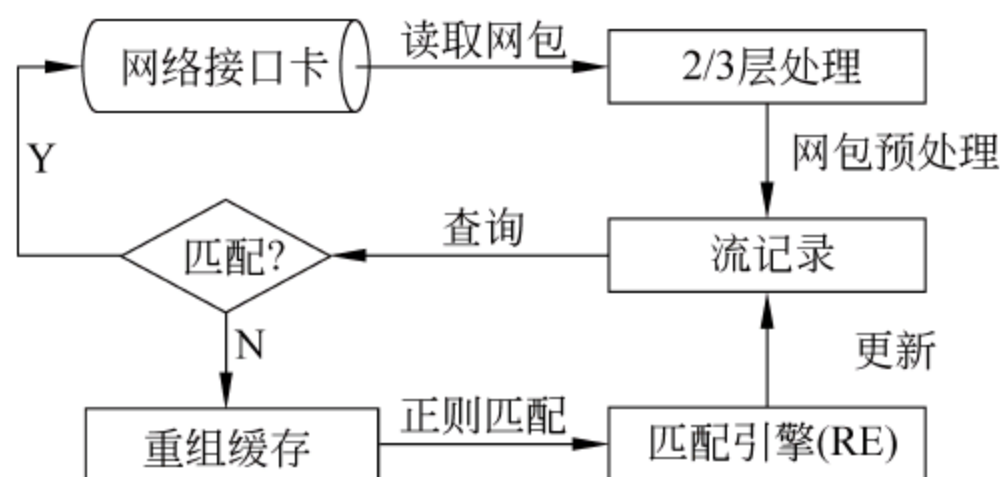 网络接口卡
读取网包
2/3层处理
Y
网包预处理
匹配?
查询
流记录
N
更新
重组缓存
正则匹配
匹配引擎(RE)